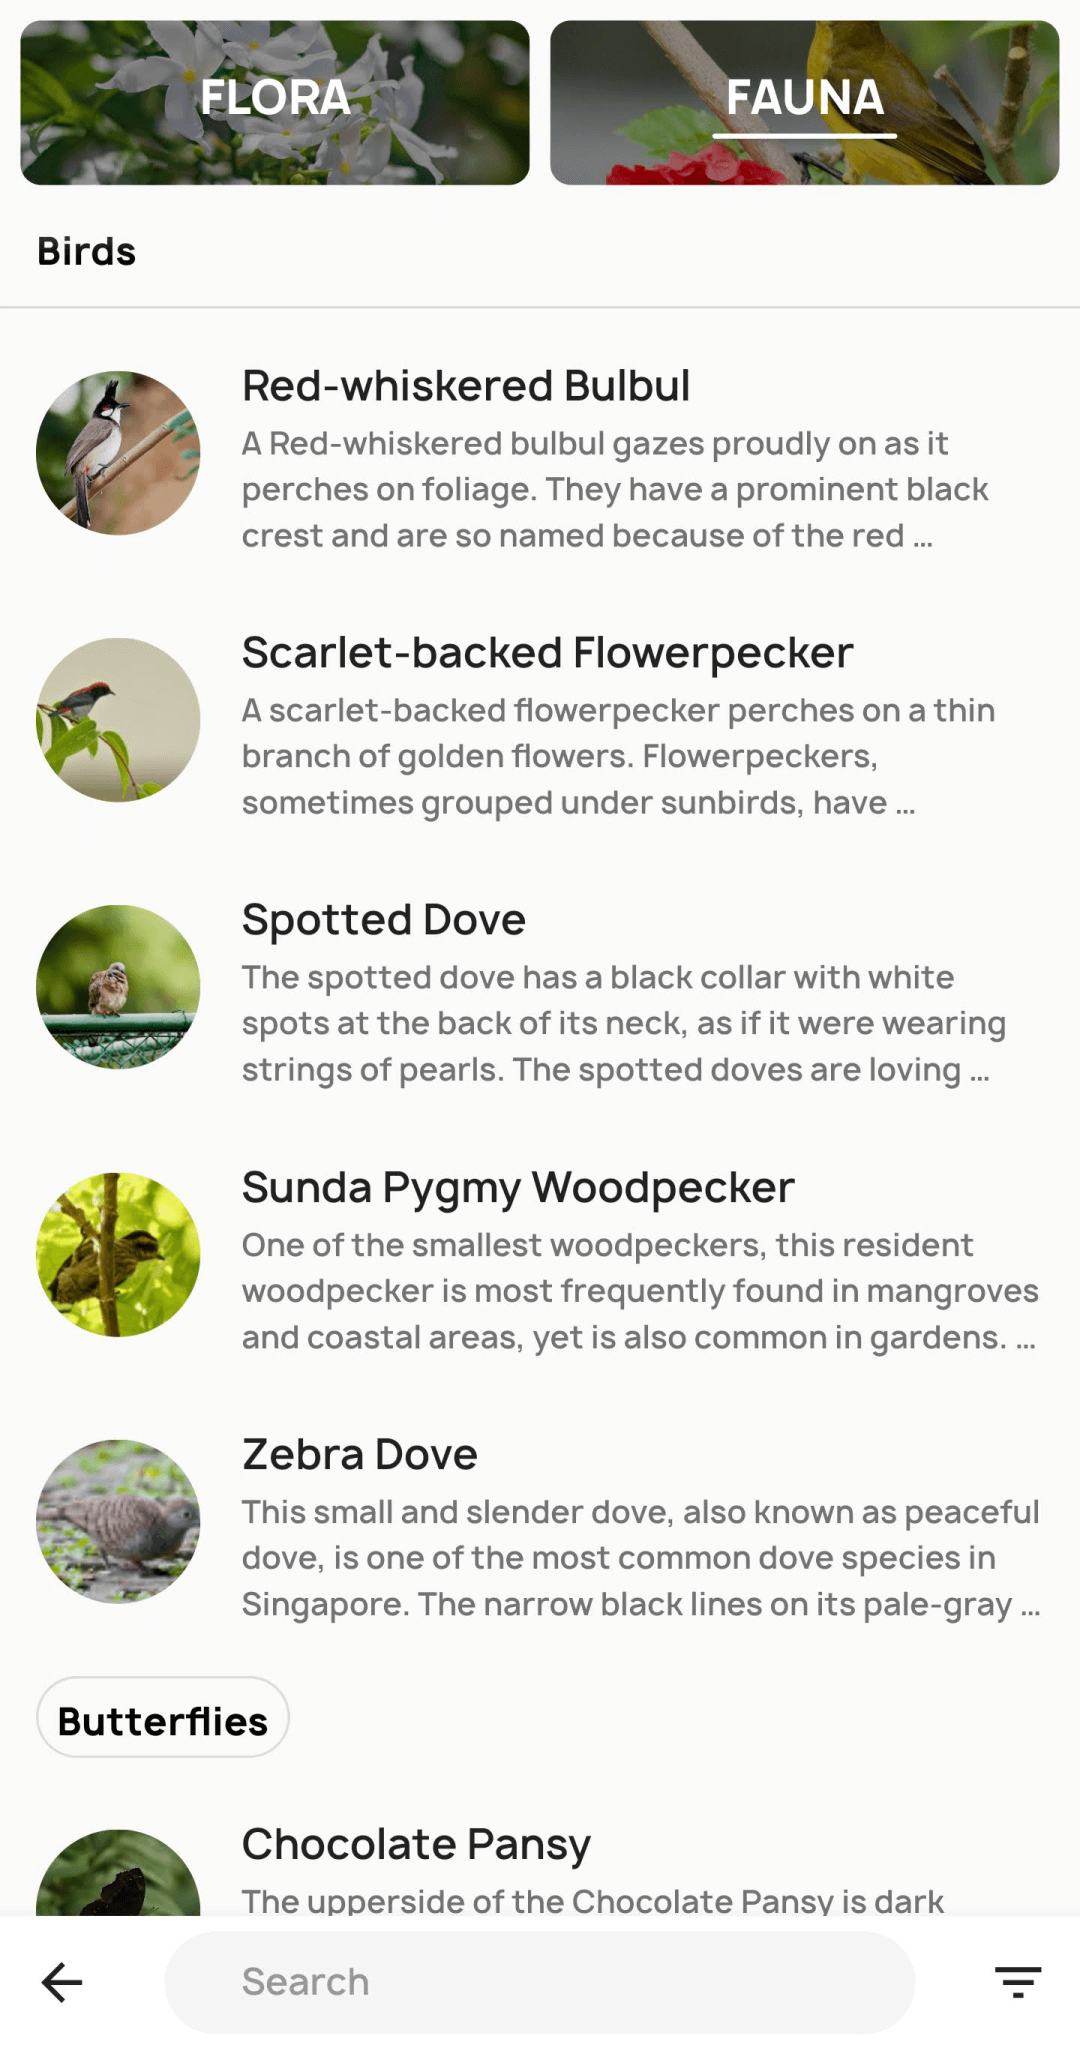 FLORA
FAUNA
Birds
Red-whiskered Bulbul
A Red-whiskered bulbul gazes proudly on as it
perches on foliage. They have a prominent black
crest and are so named because of the red ...
Scarlet-backed Flowerpecker
A scarlet-backed flowerpecker perches on a thin
branch of golden flowers. Flowerpeckers,
sometimes grouped under sunbirds, have ...
Spotted Dove
The spotted dove has a black collar with white
spots at the back of its neck, as if it were wearing
strings of pearls. The spotted doves are loving ...
Sunda Pygmy Woodpecker
One of the smallest woodpeckers, this resident
woodpecker is most frequently found in mangroves
and coastal areas, yet is also common in gardens. ...
Zebra Dove
This small and slender dove, also known as peaceful
dove, is one of the most common dove species in
Singapore. The narrow black lines on its pale-gray ...
Butterflies
Chocolate Pansy
The upperside of the Chocolate Pansy is dark
Search